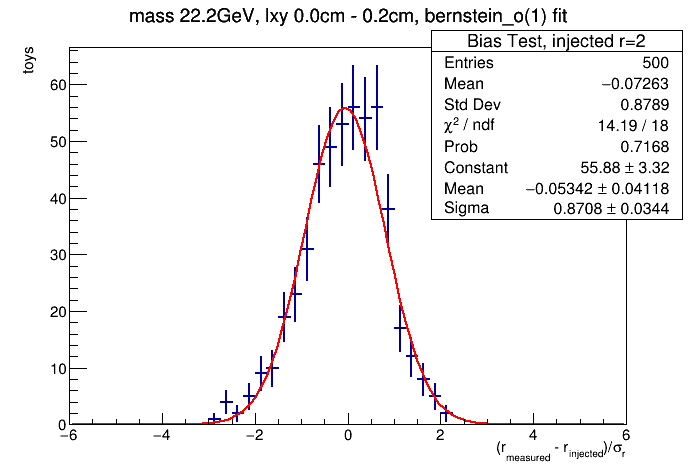 mass 22.2GeV, lxy 0.0cm - 0.2cm, bernstein_o(1) fit
Bias Test, injected r=2
Entries 500
Mean −0.07263
Std Dev 0.8789
χ² / ndf 14.19 / 18
Prob 0.7168
Constant 55.88 ± 3.32
Mean −0.05342 ± 0.04118
Sigma 0.8708 ± 0.0344
toys
60
50
40
30
20
10
0
−6 −4 −2 0 2 4 6
(r_measured - r_injected)/σ_r